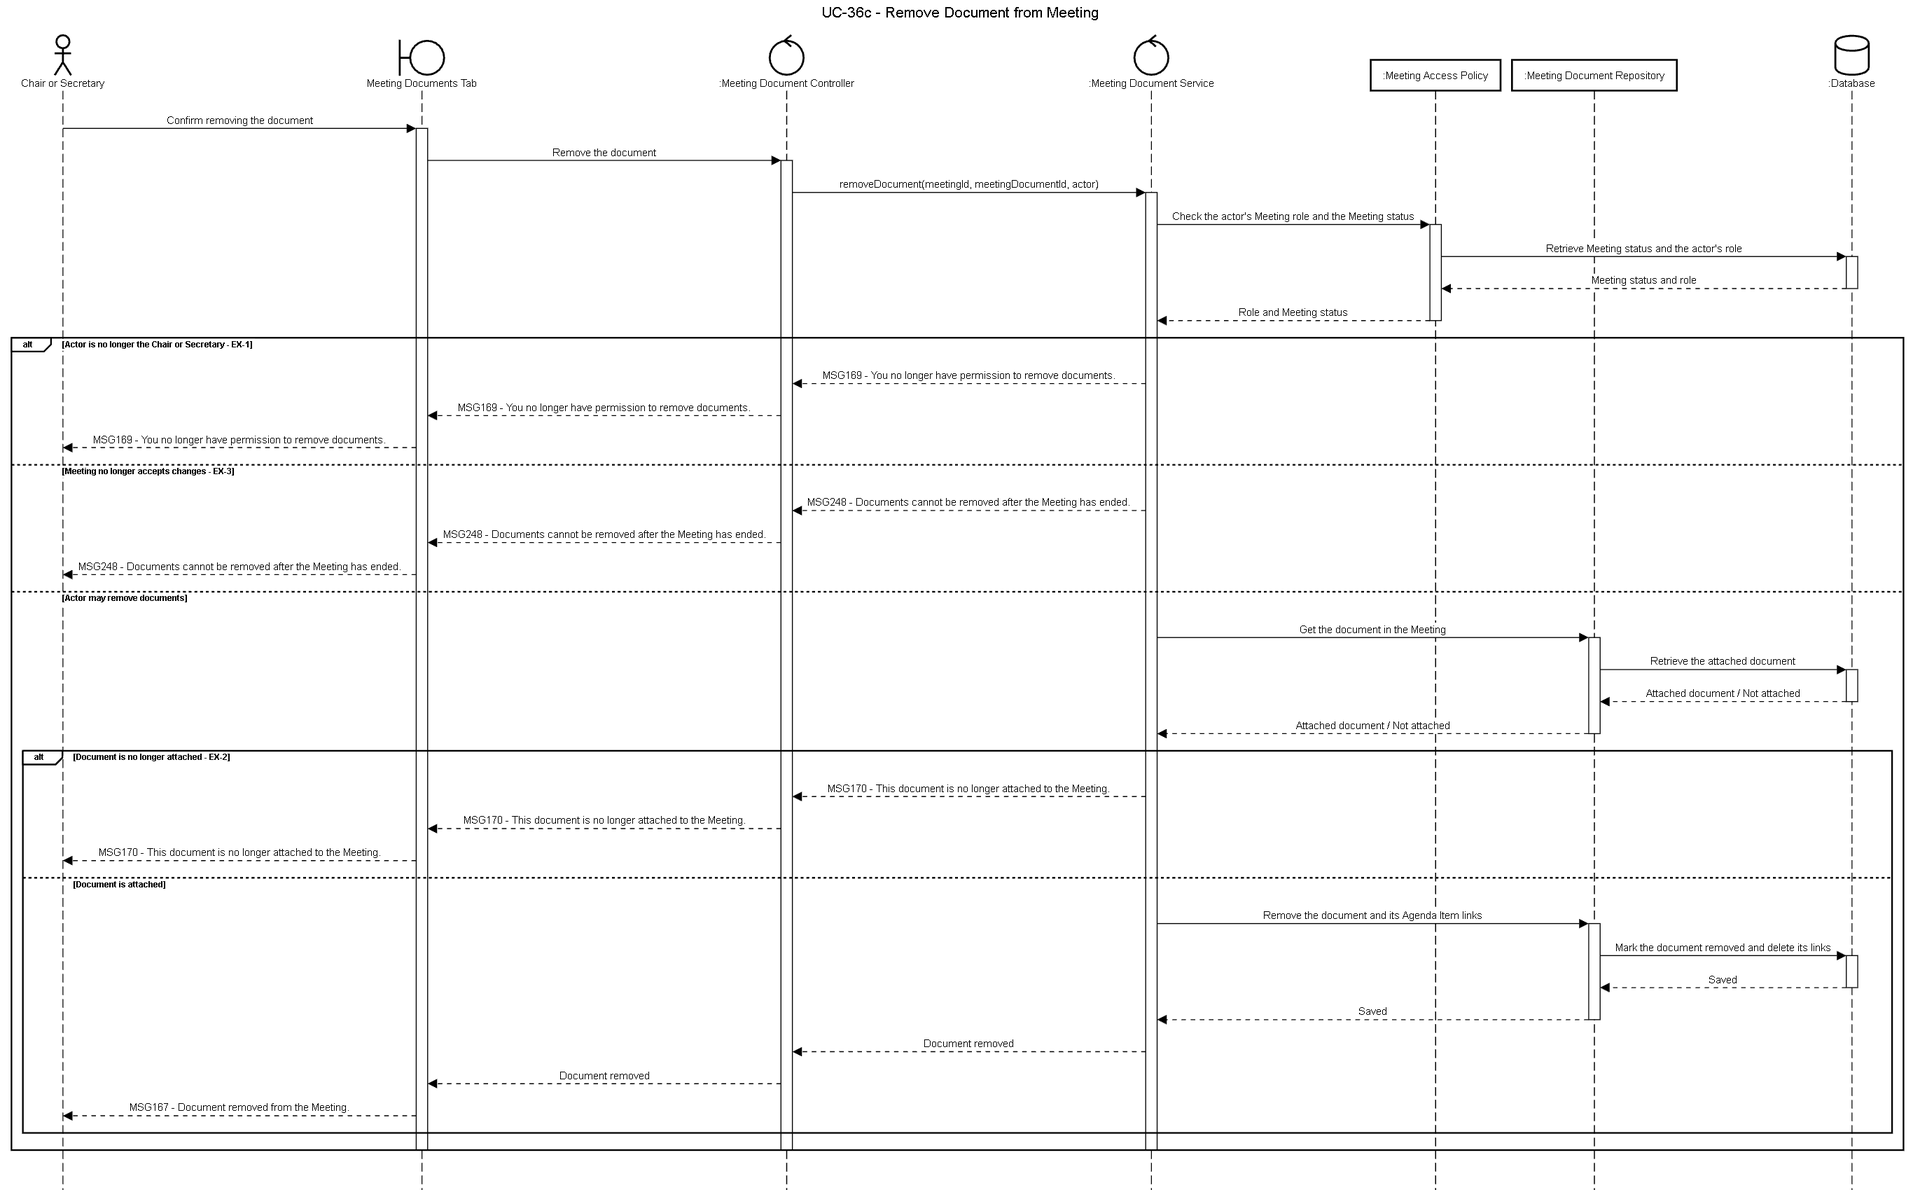 UC-36c - Remove Document from Meeting
Chair or Secretary
Meeting Documents Tab
:Meeting Document Controller
:Meeting Document Service
:Meeting Access Policy
:Meeting Document Repository
:Database
Confirm removing the document
Remove the document
removeDocument(meetingId, meetingDocumentId, actor)
Check the actor's Meeting role and the Meeting status
Retrieve Meeting status and the actor's role
Meeting status and role
Role and Meeting status
alt [Actor is no longer the Chair or Secretary - EX-1]
MSG169 - You no longer have permission to remove documents.
MSG169 - You no longer have permission to remove documents.
MSG169 - You no longer have permission to remove documents.
[Meeting no longer accepts changes - EX-3]
MSG248 - Documents cannot be removed after the Meeting has ended.
MSG248 - Documents cannot be removed after the Meeting has ended.
MSG248 - Documents cannot be removed after the Meeting has ended.
[Actor may remove documents]
Get the document in the Meeting
Retrieve the attached document
Attached document / Not attached
Attached document / Not attached
alt [Document is no longer attached - EX-2]
MSG170 - This document is no longer attached to the Meeting.
MSG170 - This document is no longer attached to the Meeting.
MSG170 - This document is no longer attached to the Meeting.
[Document is attached]
Remove the document and its Agenda Item links
Mark the document removed and delete its links
Saved
Saved
Document removed
Document removed
MSG167 - Document removed from the Meeting.